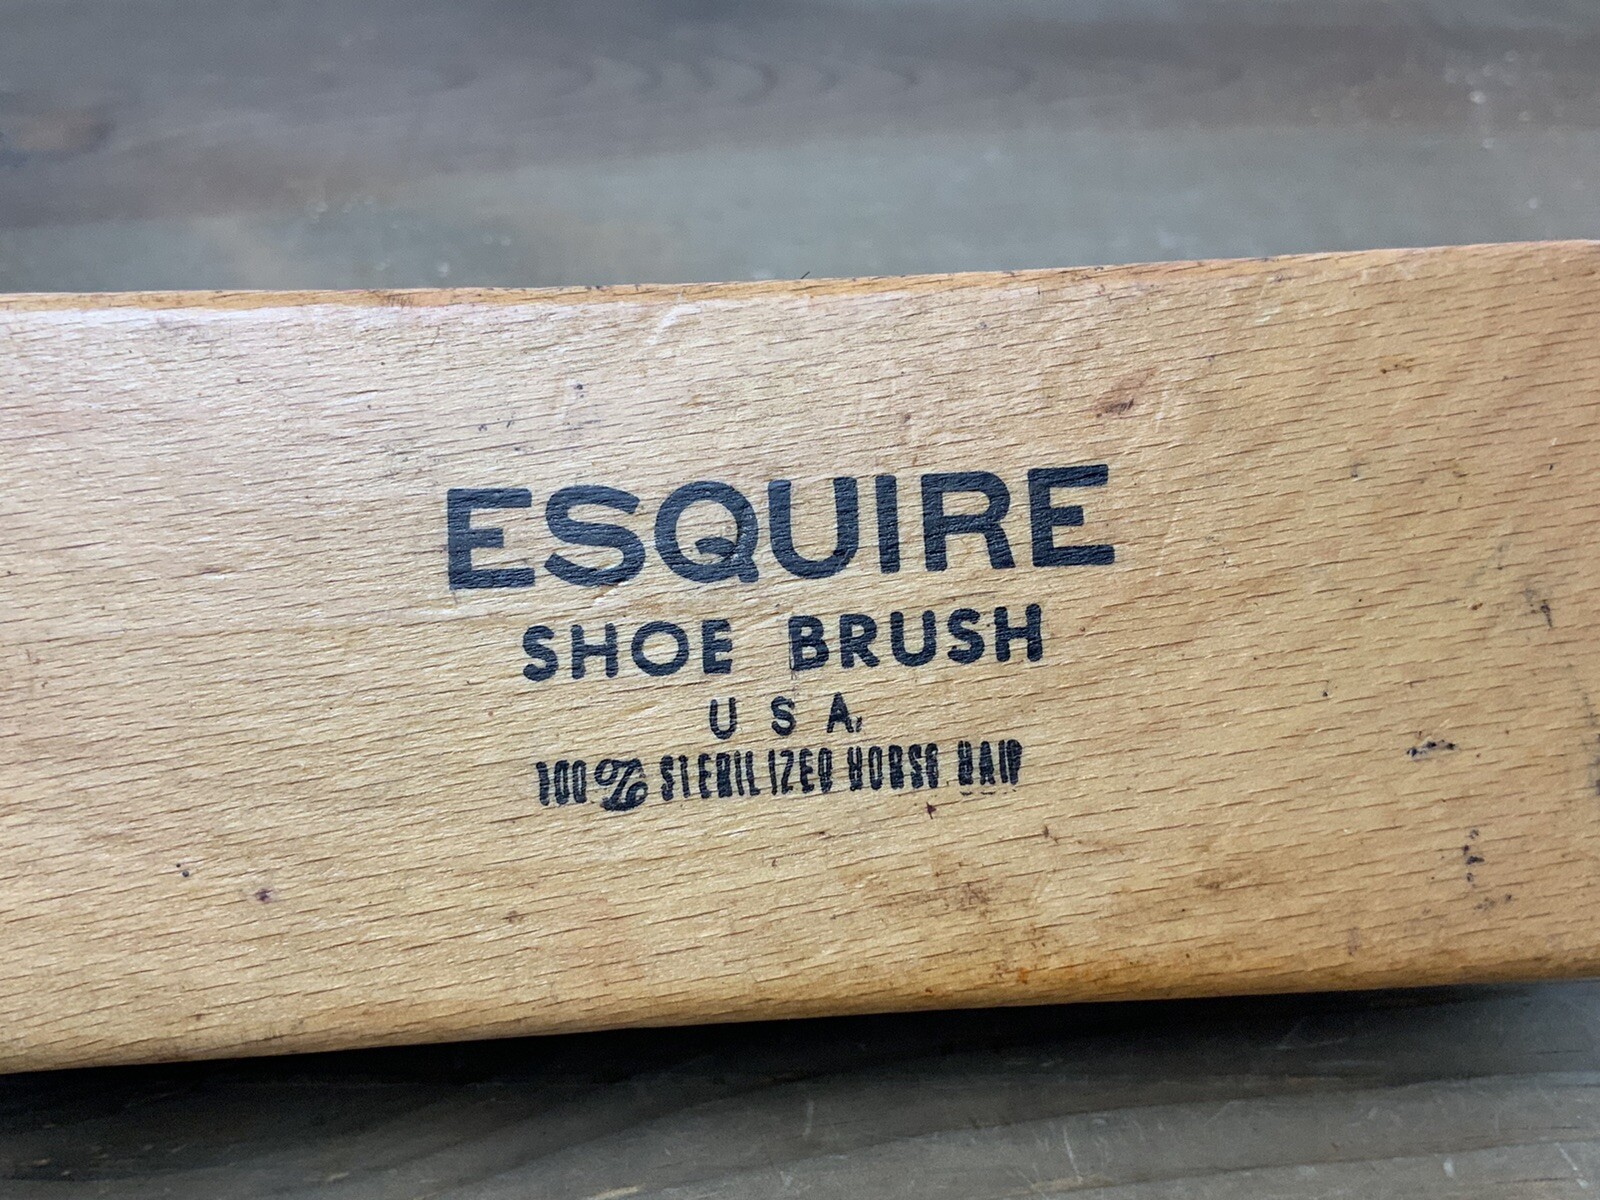 ESQUIRE
SHOE BRUSH
U S A.
100% STERILIZED HORSE HAIR